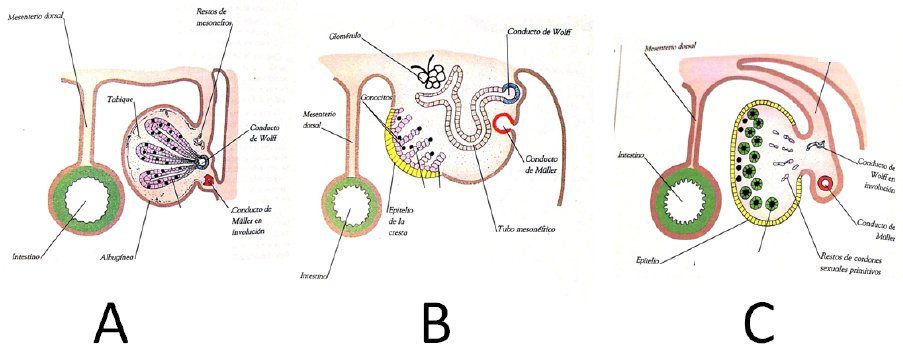 Mesenterio dorsal
Restos de
mesonefros
Tabique
Conducto
de Wolff
Conducto de
Müller en
involución
Intestino
Albugínea
A
Glomérulo
Conducto de Wolff
Gonocitos
Mesenterio
dorsal
Conducto
de Müller
Epitelio
de la
cresta
Tubo mesonéfrico
Intestino
B
Mesenterio dorsal
Intestino
Conducto de
Wolff en
involución
Conducto de
Müller
Epitelio
Restos de cordones
sexuales primitivos
C